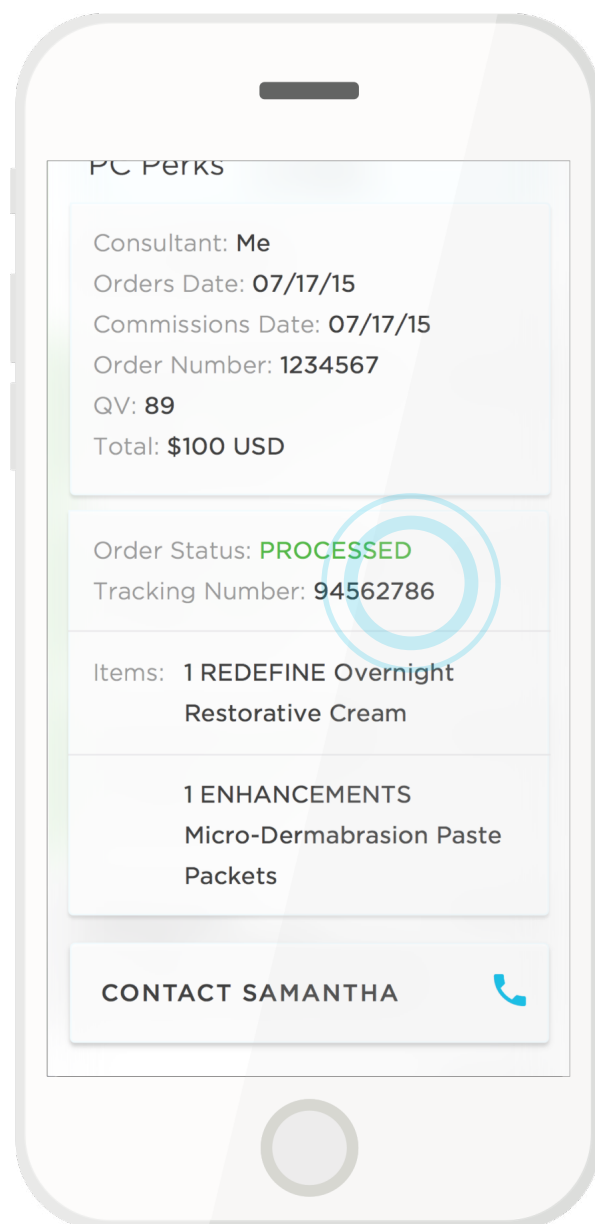 PC Perks
Consultant: Me
Orders Date: 07/17/15
Commissions Date: 07/17/15
Order Number: 1234567
QV: 89
Total: $100 USD
Order Status: PROCESSED
Tracking Number: 94562786
Items: 1 REDEFINE Overnight
Restorative Cream
1 ENHANCEMENTS
Micro-Dermabrasion Paste
Packets
CONTACT SAMANTHA